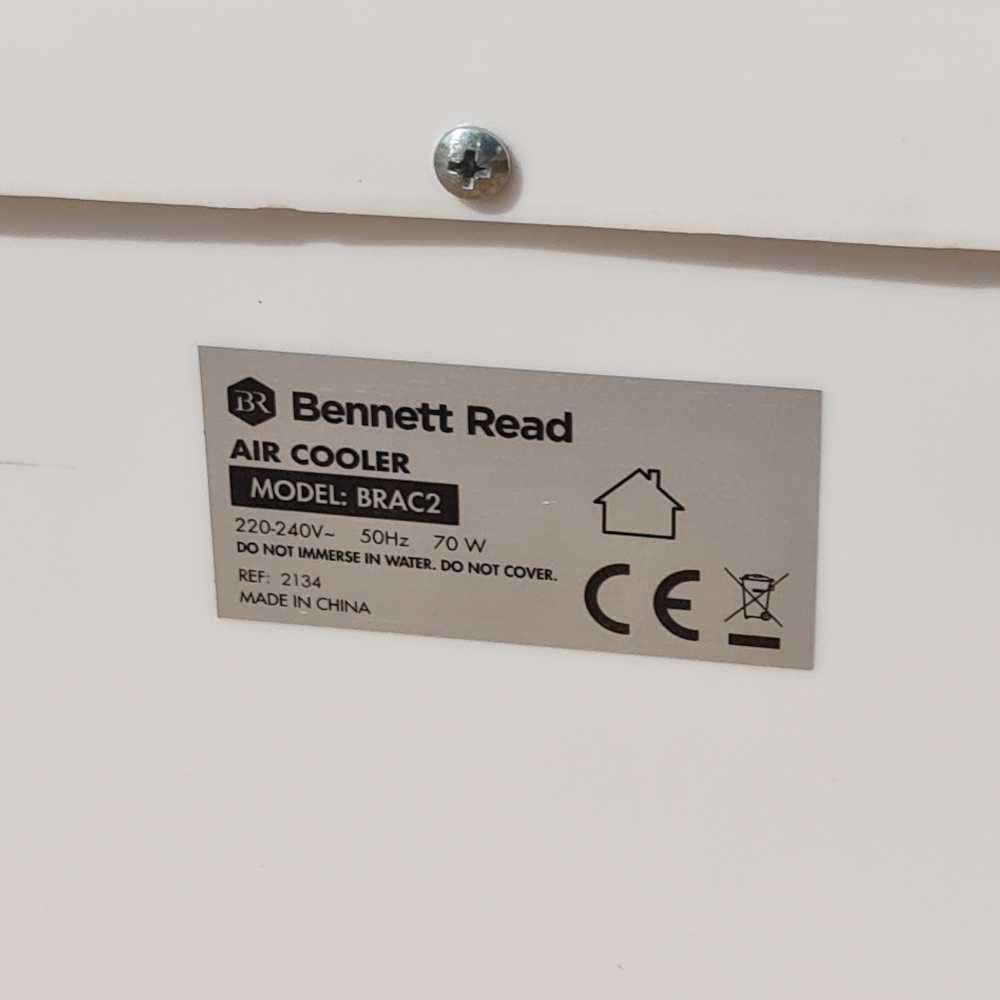 BR Bennett Read
AIR COOLER
MODEL: BRAC2
220-240V~ 50Hz 70 W
DO NOT IMMERSE IN WATER. DO NOT COVER.
REF: 2134
MADE IN CHINA
CE